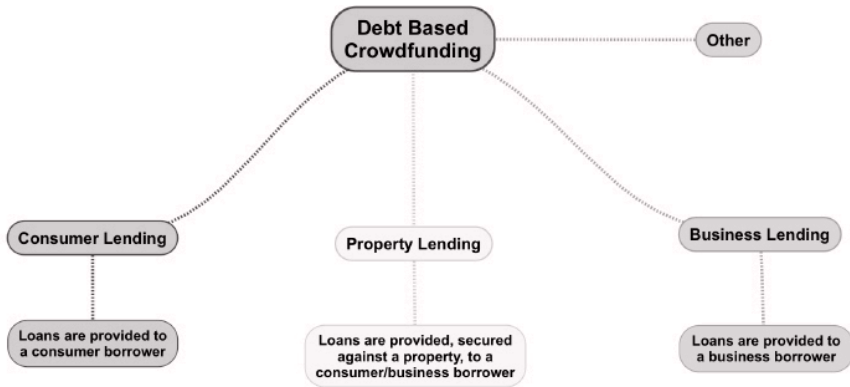 Debt Based
Crowdfunding
Other
Consumer Lending
Property Lending
Business Lending
Loans are provided to
a consumer borrower
Loans are provided, secured
against a property, to a
consumer/business borrower
Loans are provided to
a business borrower